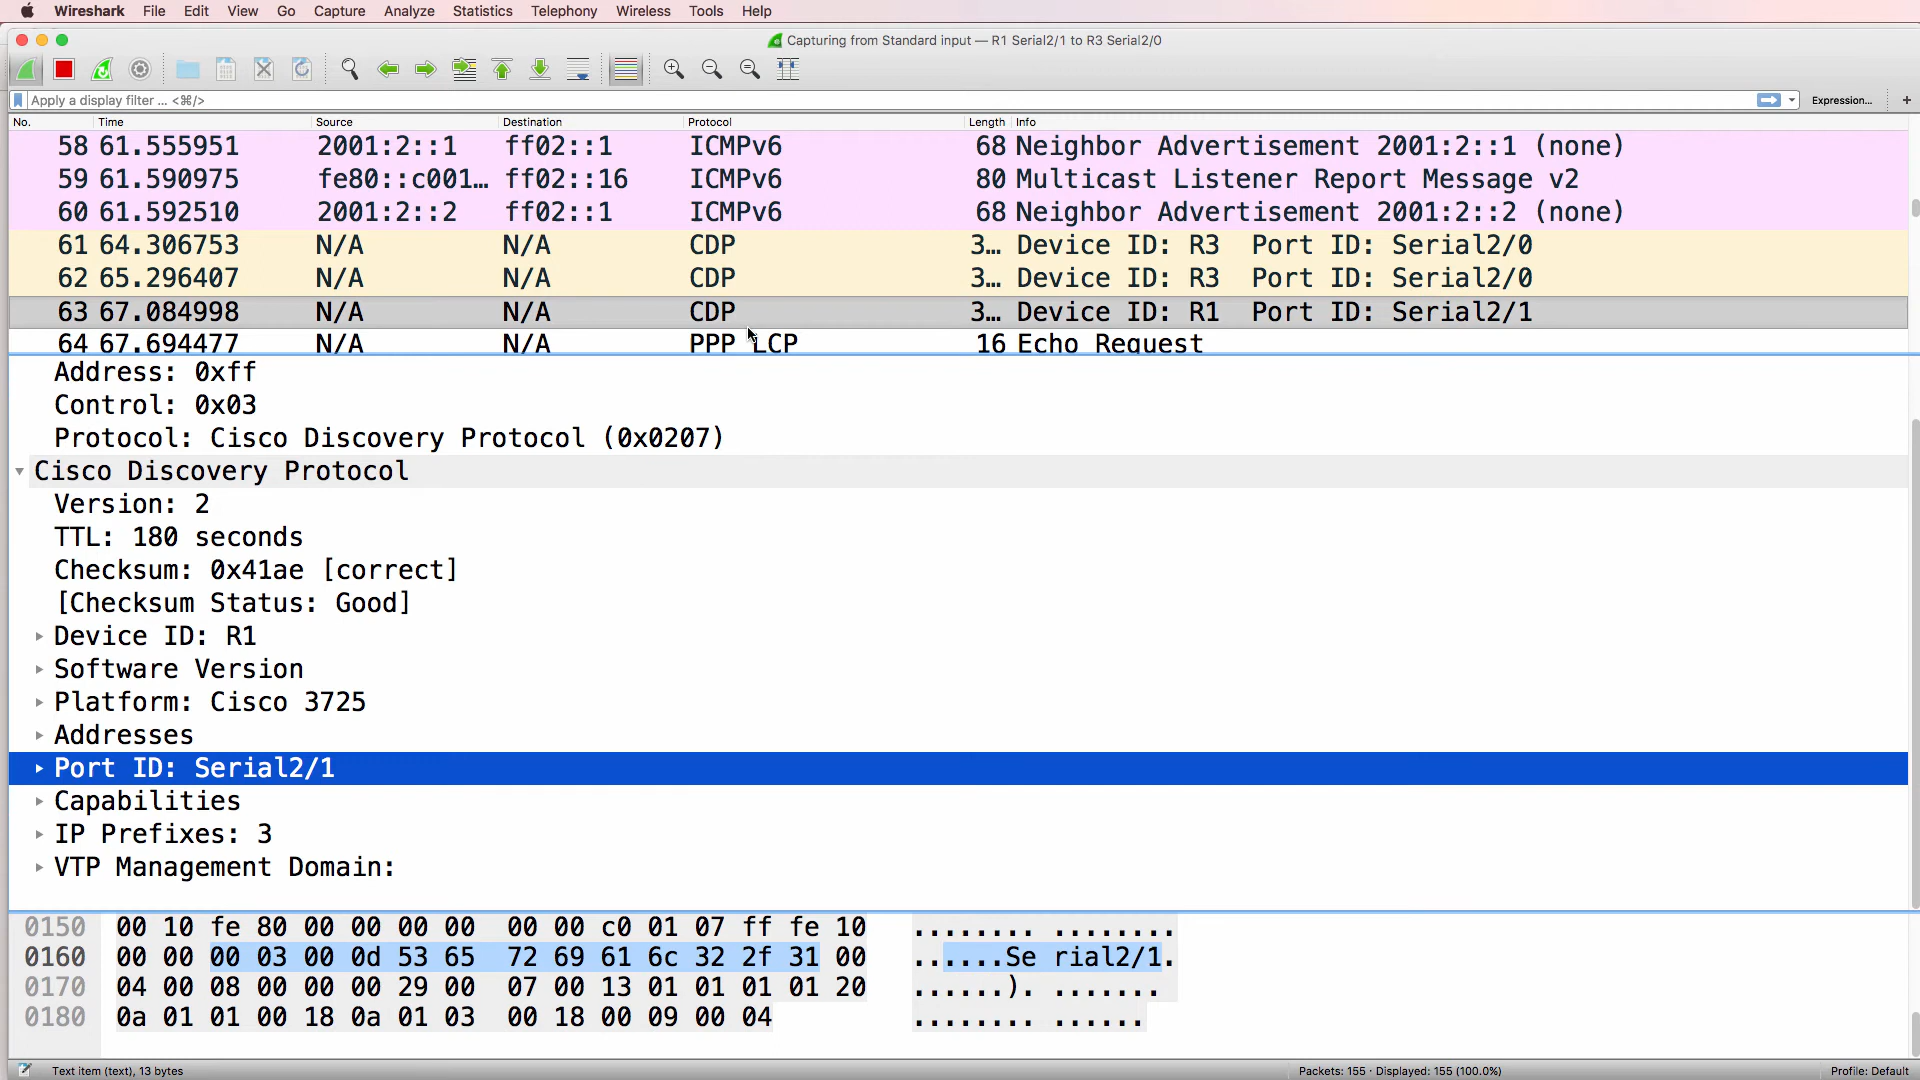 Wireshark File Edit View Go Capture Analyze Statistics Telephony Wireless Tools Help
Capturing from Standard input — R1 Serial2/1 to R3 Serial2/0
Apply a display filter ... <⌘/> Expression... +
No. Time Source Destination Protocol Length Info
58 61.555951 2001:2::1 ff02::1 ICMPv6 68 Neighbor Advertisement 2001:2::1 (none)
59 61.590975 fe80::c001… ff02::16 ICMPv6 80 Multicast Listener Report Message v2
60 61.592510 2001:2::2 ff02::1 ICMPv6 68 Neighbor Advertisement 2001:2::2 (none)
61 64.306753 N/A N/A CDP 3… Device ID: R3 Port ID: Serial2/0
62 65.296407 N/A N/A CDP 3… Device ID: R3 Port ID: Serial2/0
63 67.084998 N/A N/A CDP 3… Device ID: R1 Port ID: Serial2/1
64 67.694477 N/A N/A PPP LCP 16 Echo Request
Address: 0xff
Control: 0x03
Protocol: Cisco Discovery Protocol (0x0207)
Cisco Discovery Protocol
Version: 2
TTL: 180 seconds
Checksum: 0x41ae [correct]
[Checksum Status: Good]
Device ID: R1
Software Version
Platform: Cisco 3725
Addresses
Port ID: Serial2/1
Capabilities
IP Prefixes: 3
VTP Management Domain:
0150 00 10 fe 80 00 00 00 00 00 00 c0 01 07 ff fe 10 ........ ........
0160 00 00 00 03 00 0d 53 65 72 69 61 6c 32 2f 31 00 ......Se rial2/1.
0170 04 00 08 00 00 00 29 00 07 00 13 01 01 01 01 20 ......). .......
0180 0a 01 01 00 18 0a 01 03 00 18 00 09 00 04 ........ ......
Text item (text), 13 bytes Packets: 155 · Displayed: 155 (100.0%) Profile: Default